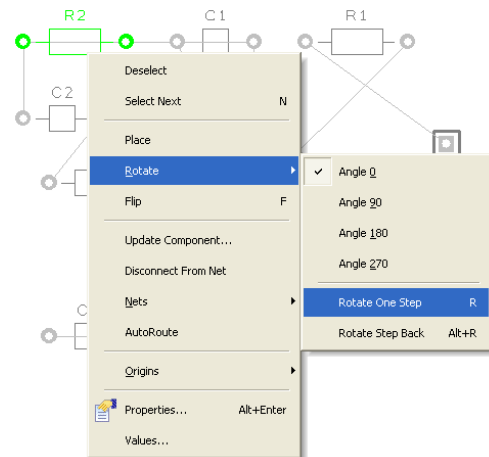 R2
C1
R1
C2
Deselect
Select Next N
Place
Rotate
Flip F
Update Component...
Disconnect From Net
Nets
AutoRoute
Origins
Properties... Alt+Enter
Values...
Angle 0
Angle 90
Angle 180
Angle 270
Rotate One Step R
Rotate Step Back Alt+R
C